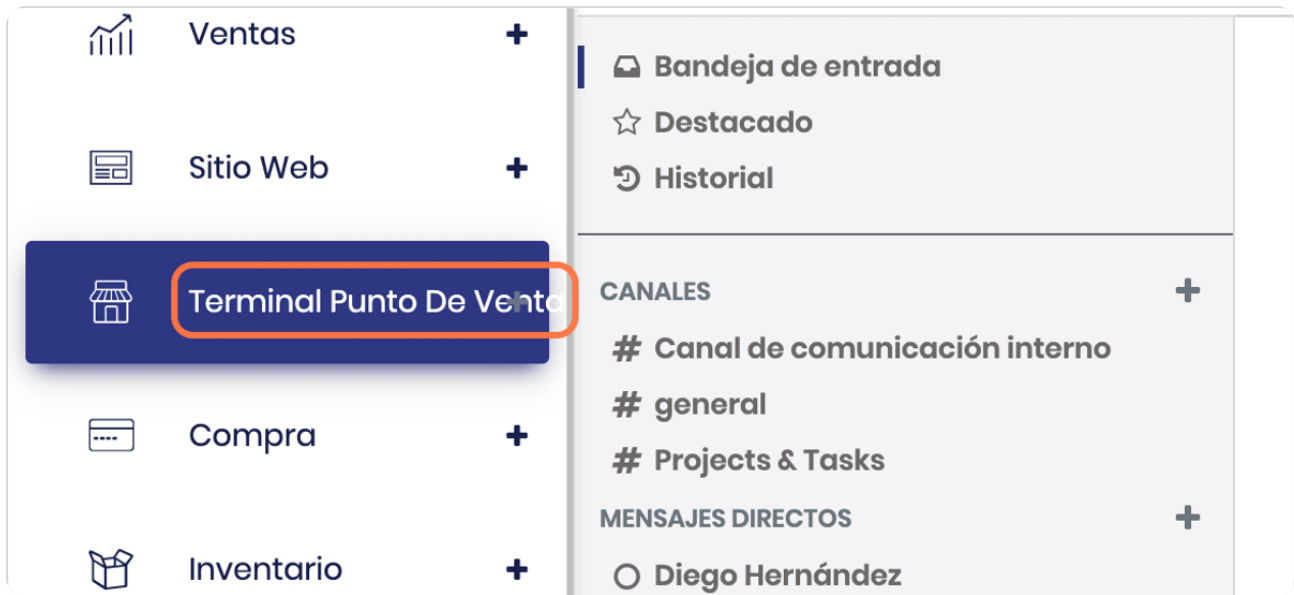 Ventas
Sitio Web
Terminal Punto De Venta
Compra
Inventario
Bandeja de entrada
Destacado
Historial
CANALES
# Canal de comunicación interno
# general
# Projects & Tasks
MENSAJES DIRECTOS
Diego Hernández